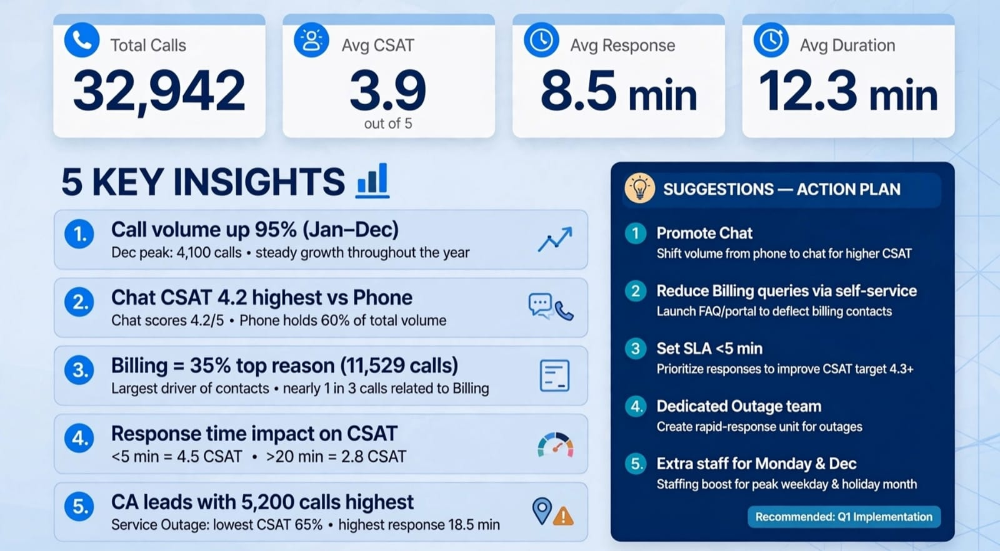 Total Calls
32,942
Avg CSAT
3.9
out of 5
Avg Response
8.5 min
Avg Duration
12.3 min
5 KEY INSIGHTS
1. Call volume up 95% (Jan–Dec)
Dec peak: 4,100 calls • steady growth throughout the year
2. Chat CSAT 4.2 highest vs Phone
Chat scores 4.2/5 • Phone holds 60% of total volume
3. Billing = 35% top reason (11,529 calls)
Largest driver of contacts • nearly 1 in 3 calls related to Billing
4. Response time impact on CSAT
<5 min = 4.5 CSAT • >20 min = 2.8 CSAT
5. CA leads with 5,200 calls highest
Service Outage: lowest CSAT 65% • highest response 18.5 min
SUGGESTIONS — ACTION PLAN
1 Promote Chat
Shift volume from phone to chat for higher CSAT
2 Reduce Billing queries via self-service
Launch FAQ/portal to deflect billing contacts
3 Set SLA <5 min
Prioritize responses to improve CSAT target 4.3+
4. Dedicated Outage team
Create rapid-response unit for outages
5. Extra staff for Monday & Dec
Staffing boost for peak weekday & holiday month
Recommended: Q1 Implementation